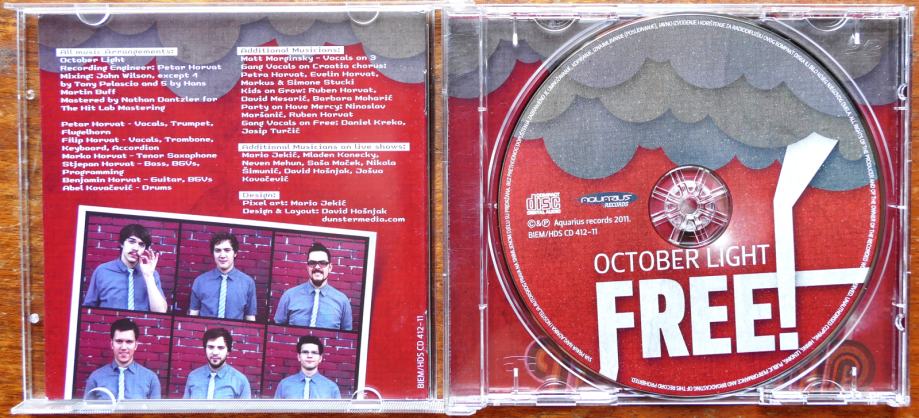 All music Arrangements:
October Light
Recording Engineer: Petar Horvat
Mixing: John Wilson, except 4
by Tony Palascio and 5 by Hans
Martin Buff
Mastered by Nathan Dantzler for
The Hit Lab Mastering
Petar Horvat - Vocals, Trumpet,
Flugelhorn
Filip Horvat - Vocals, Trombone,
Keyboard, Accordion
Marko Horvat - Tenor Saxophone
Stjepan Horvat - Bass, BGVs,
Programming
Benjamin Horvat - Guitar, BGVs
Abel Kovačević - Drums
Additional Musicians:
Matt Morginsky - Vocals on 3
Gang Vocals on Croatia chorus:
Petra Horvat, Evelin Horvat,
Markus & Simone Stucki
Kids on Grow: Ruben Horvat,
David Mesarić, Barbara Moharić
Party on Have Mercy: Ninoslav
Maršanić, Ruben Horvat
Gang Vocals on Free: Daniel Kreko,
Josip Turčić
Additional Musicians on live shows:
Mario Jekić, Mladen Konecky,
Neven Mehun, Saša Maček, Nikola
Šimunić, David Hošnjak, Jošua
Kovačević
Design:
Pixel art: Mario Jekić
Design & Layout: David Hošnjak
dunstermedia.com
BIEM/HDS CD 412-11
COMPACT
disc
DIGITAL AUDIO
AQUARIUS
RECORDS
©&℗ Aquarius records 2011.
BIEM/HDS CD 412-11
OCTOBER LIGHT
FREE!